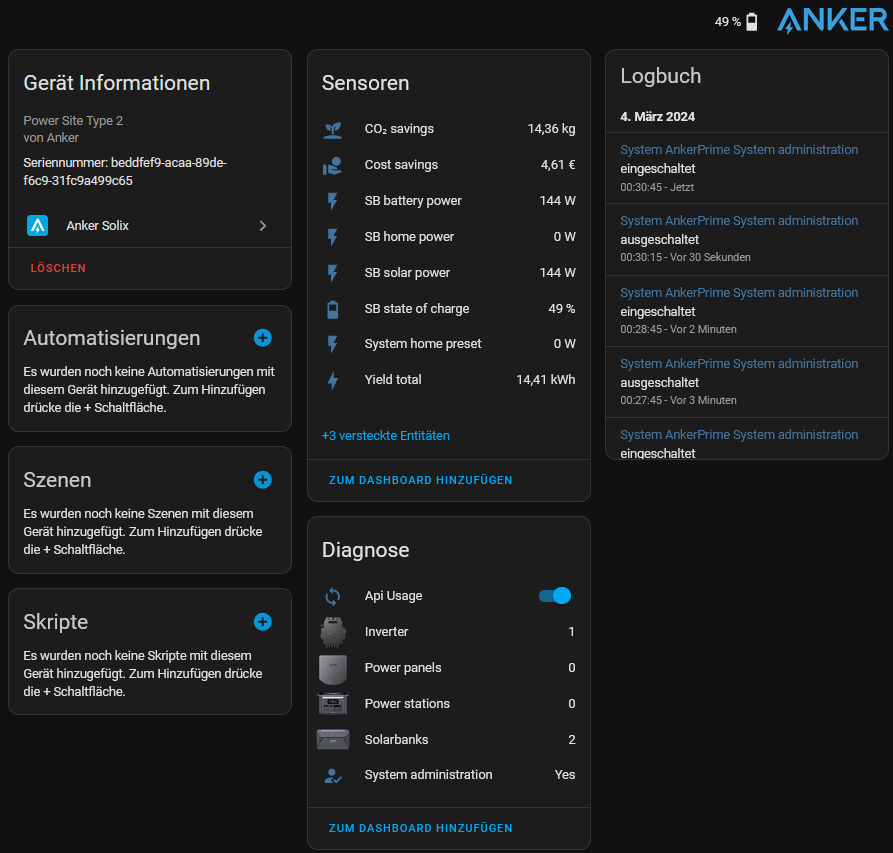 49 %
ANKER
Gerät Informationen
Power Site Type 2
von Anker
Seriennummer: beddfef9-acaa-89de-
f6c9-31fc9a499c65
Anker Solix
LÖSCHEN
Automatisierungen
Es wurden noch keine Automatisierungen mit
diesem Gerät hinzugefügt. Zum Hinzufügen
drücke die + Schaltfläche.
Szenen
Es wurden noch keine Szenen mit diesem
Gerät hinzugefügt. Zum Hinzufügen drücke
die + Schaltfläche.
Skripte
Es wurden noch keine Skripte mit diesem
Gerät hinzugefügt. Zum Hinzufügen drücke
die + Schaltfläche.
Sensoren
CO₂ savings 14,36 kg
Cost savings 4,61 €
SB battery power 144 W
SB home power 0 W
SB solar power 144 W
SB state of charge 49 %
System home preset 0 W
Yield total 14,41 kWh
+3 versteckte Entitäten
ZUM DASHBOARD HINZUFÜGEN
Diagnose
Api Usage
Inverter 1
Power panels 0
Power stations 0
Solarbanks 2
System administration Yes
ZUM DASHBOARD HINZUFÜGEN
Logbuch
4. März 2024
System AnkerPrime System administration
eingeschaltet
00:30:45 - Jetzt
System AnkerPrime System administration
ausgeschaltet
00:30:15 - Vor 30 Sekunden
System AnkerPrime System administration
eingeschaltet
00:28:45 - Vor 2 Minuten
System AnkerPrime System administration
ausgeschaltet
00:27:45 - Vor 3 Minuten
System AnkerPrime System administration
eingeschaltet